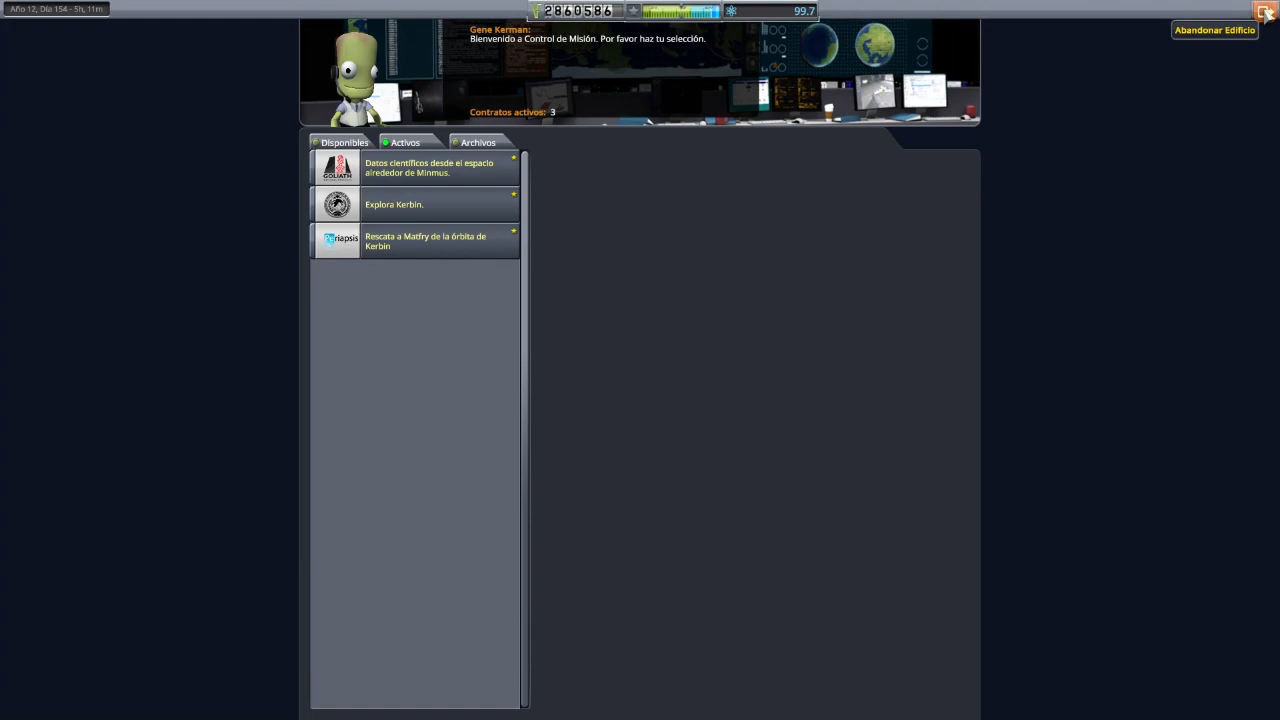 Año 12, Día 154 - 5h, 11m
2860586
99.7
Abandonar Edificio
Gene Kerman:
Bienvenido a Control de Misión. Por favor haz tu selección.
Contratos activos: 3
Disponibles
Activos
Archivos
GOLIATH
Datos científicos desde el espacio
alrededor de Minmus.
Explora Kerbin.
Periapsis
Rescata a Matfry de la órbita de
Kerbin